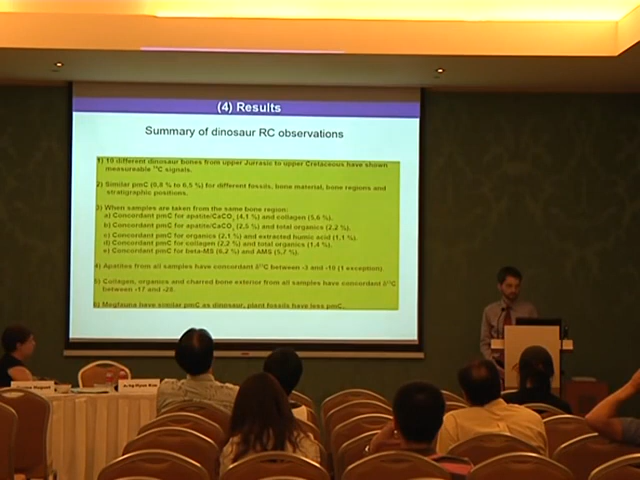 (4) Results
Summary of dinosaur RC observations
1) 10 different dinosaur bones from upper Jurrasic to upper Cretaceous have shown
measureable ¹⁴C signals.
2) Similar pmC (0,8 % to 6.5 %) for different fossils, bone material, bone regions and
stratigraphic positions.
3) When samples are taken from the same bone region:
a) Concordant pmC for apatite/CaCO₃ (4,1 %) and collagen (5,6 %).
b) Concordant pmC for apatite/CaCO₃ (2,5 %) and total organics (2,2 %),
c) Concordant pmC for organics (2,1 %) and extracted humic acid (1,1 %).
d) Concordant pmC for collagen (2,2 %) and total organics (1,4 %).
e) Concordant pmC for beta-MS (6,2 %) and AMS (5,7 %).
4) Apatites from all samples have concordant δ¹³C between -3 and -10 (1 exception).
5) Collagen, organics and charred bone exterior from all samples have concordant δ¹³C
between -17 and -28.
6) Megfauna have similar pmC as dinosaur, plant fossils have less pmC.